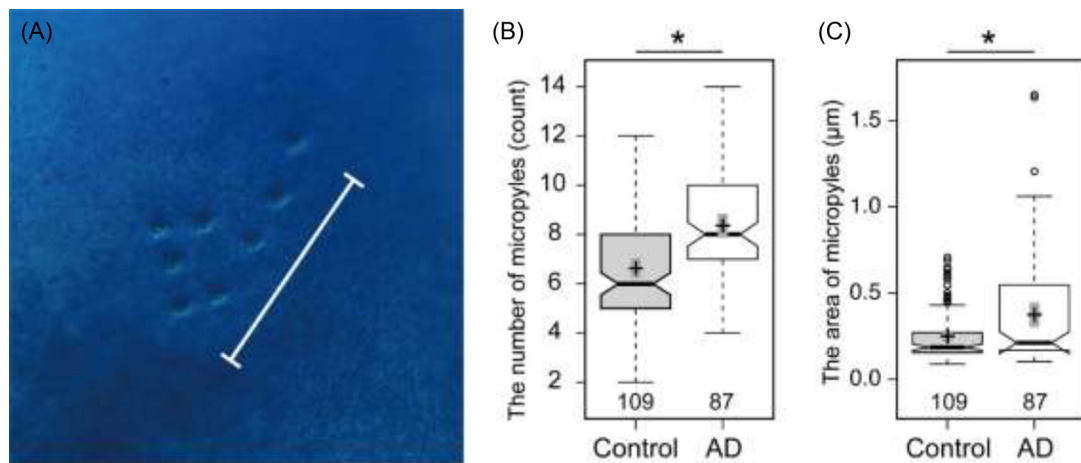 (A)
(B)
*
The number of micropyles (count)
14
12
10
8
6
4
2
109 87
Control AD
(C)
*
The area of micropyles (µm)
1.5
1.0
0.5
0.0
109 87
Control AD